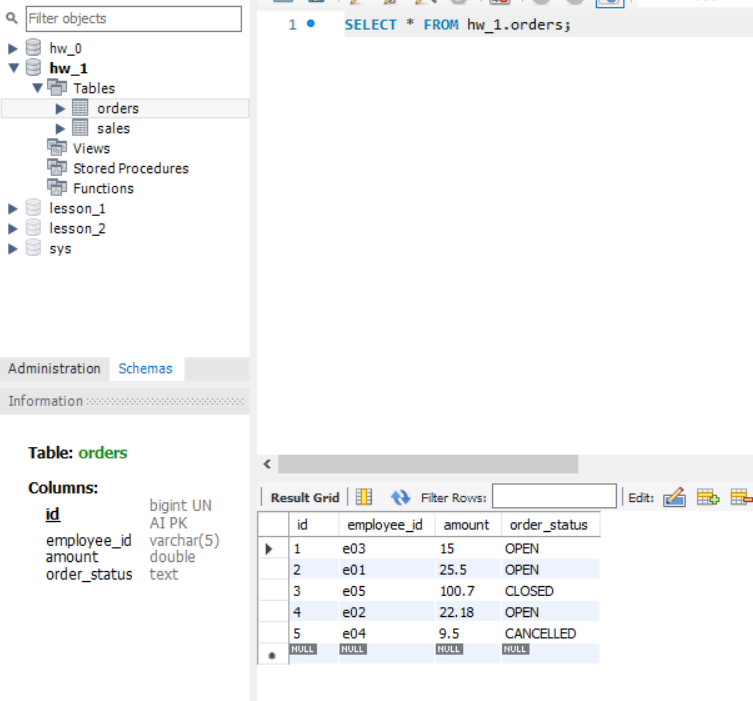 Filter objects
hw_0
hw_1
Tables
orders
sales
Views
Stored Procedures
Functions
lesson_1
lesson_2
sys
Administration Schemas
Information
Table: orders
Columns:
id bigint UN AI PK
employee_id varchar(5)
amount double
order_status text
1 SELECT * FROM hw_1.orders;
Result Grid Filter Rows: Edit:
id employee_id amount order_status
1 e03 15 OPEN
2 e01 25.5 OPEN
3 e05 100.7 CLOSED
4 e02 22.18 OPEN
5 e04 9.5 CANCELLED
NULL NULL NULL NULL